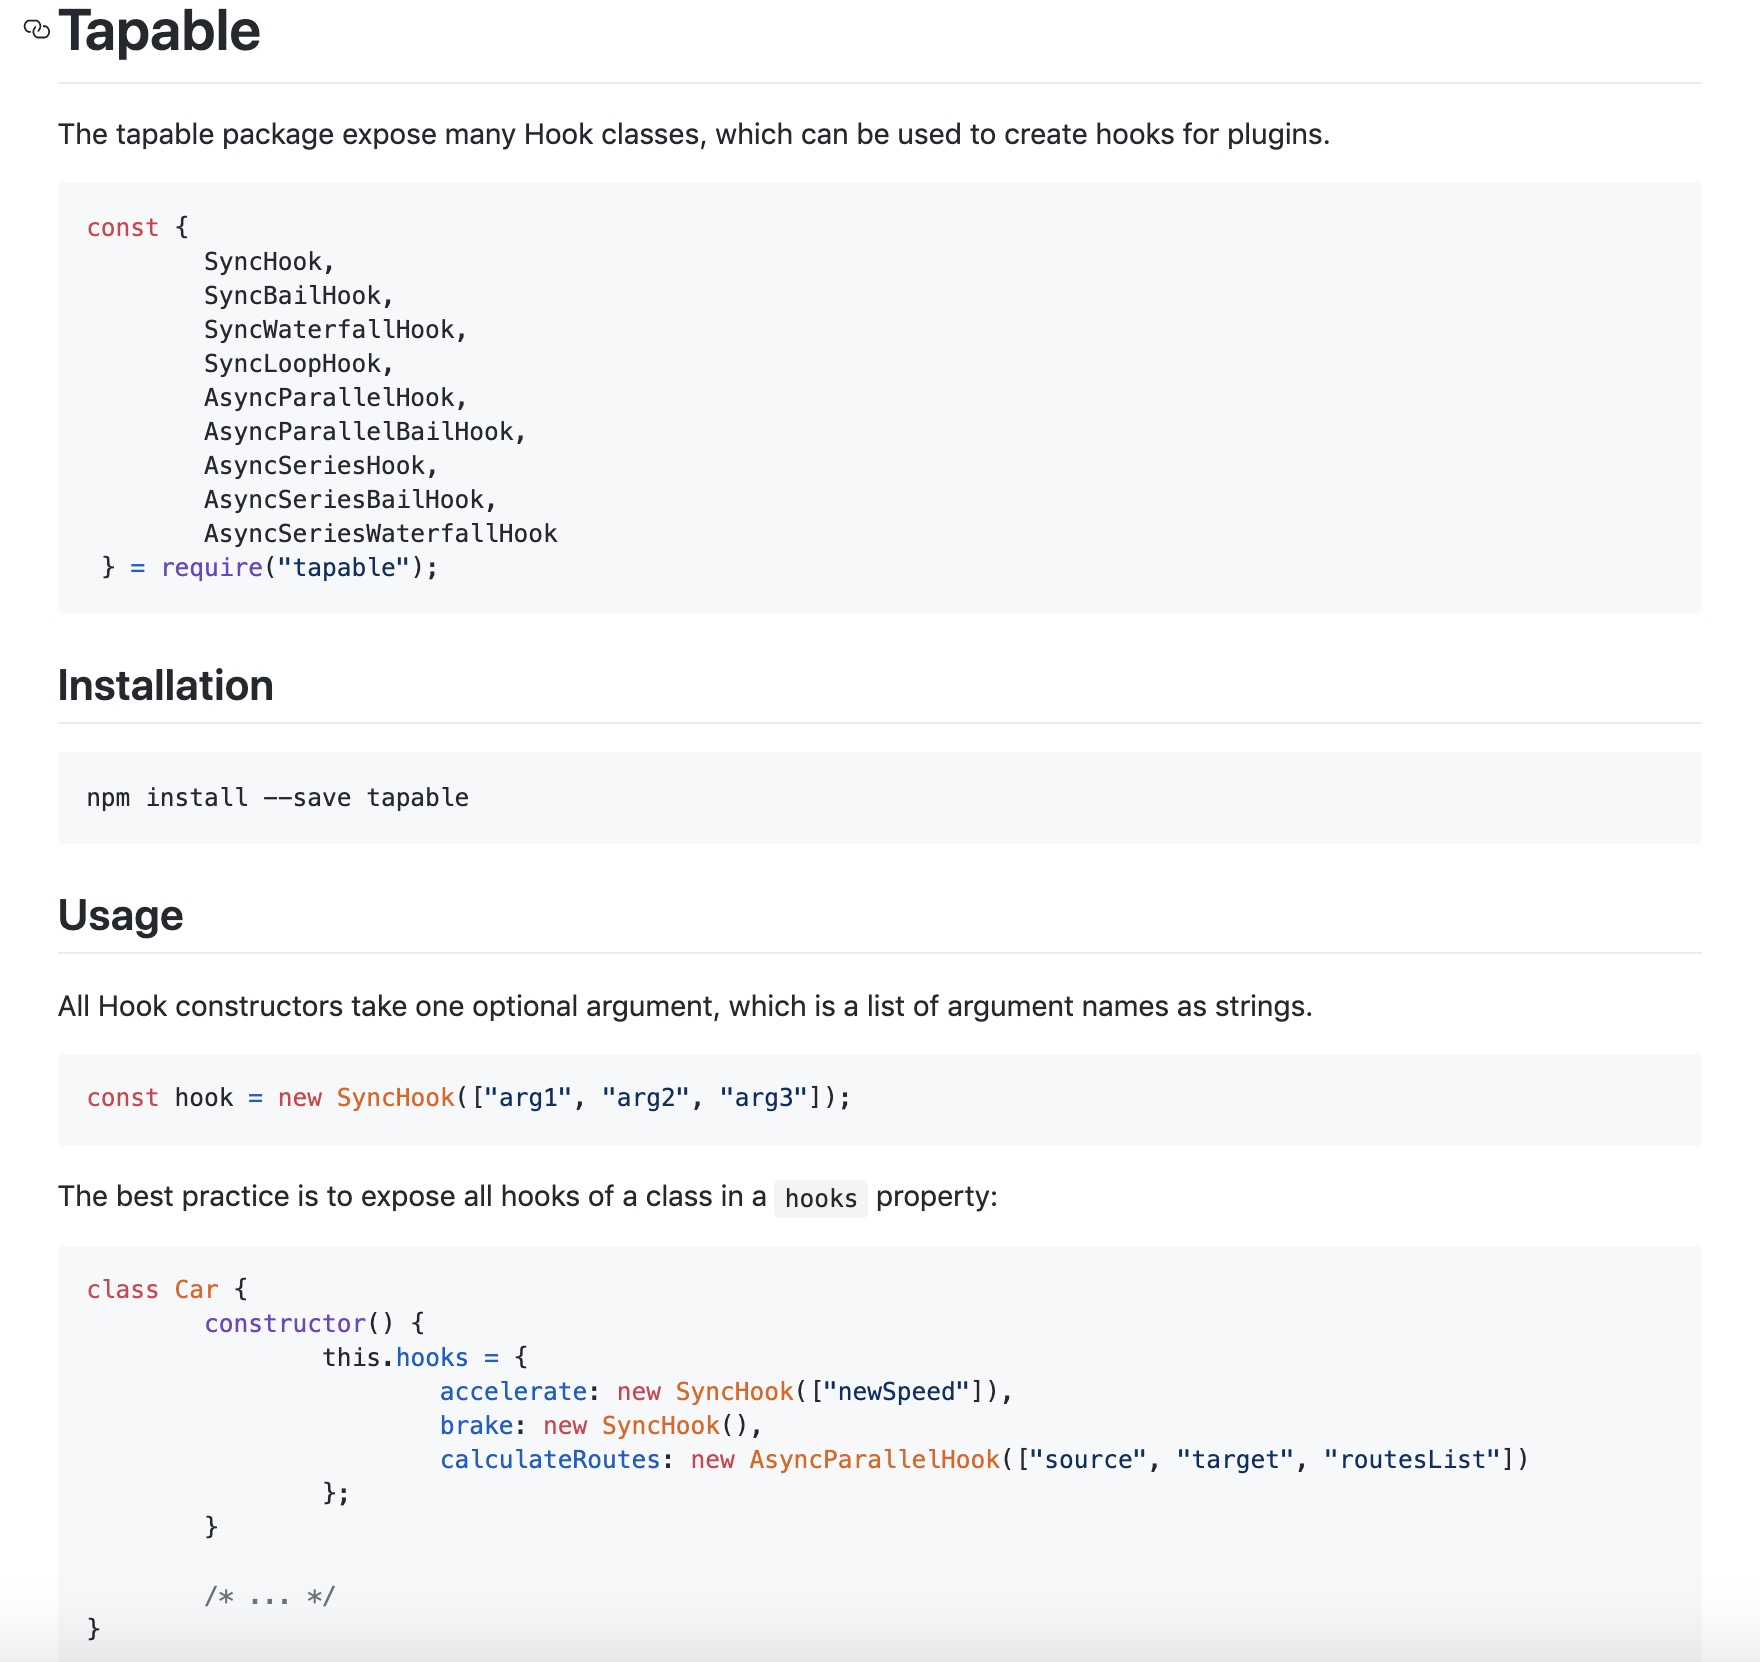 Tapable
The tapable package expose many Hook classes, which can be used to create hooks for plugins.
const {
        SyncHook,
        SyncBailHook,
        SyncWaterfallHook,
        SyncLoopHook,
        AsyncParallelHook,
        AsyncParallelBailHook,
        AsyncSeriesHook,
        AsyncSeriesBailHook,
        AsyncSeriesWaterfallHook
 } = require("tapable");
Installation
npm install --save tapable
Usage
All Hook constructors take one optional argument, which is a list of argument names as strings.
const hook = new SyncHook(["arg1", "arg2", "arg3"]);
The best practice is to expose all hooks of a class in a hooks property:
class Car {
        constructor() {
                this.hooks = {
                        accelerate: new SyncHook(["newSpeed"]),
                        brake: new SyncHook(),
                        calculateRoutes: new AsyncParallelHook(["source", "target", "routesList"])
                };
        }
        /* ... */
}